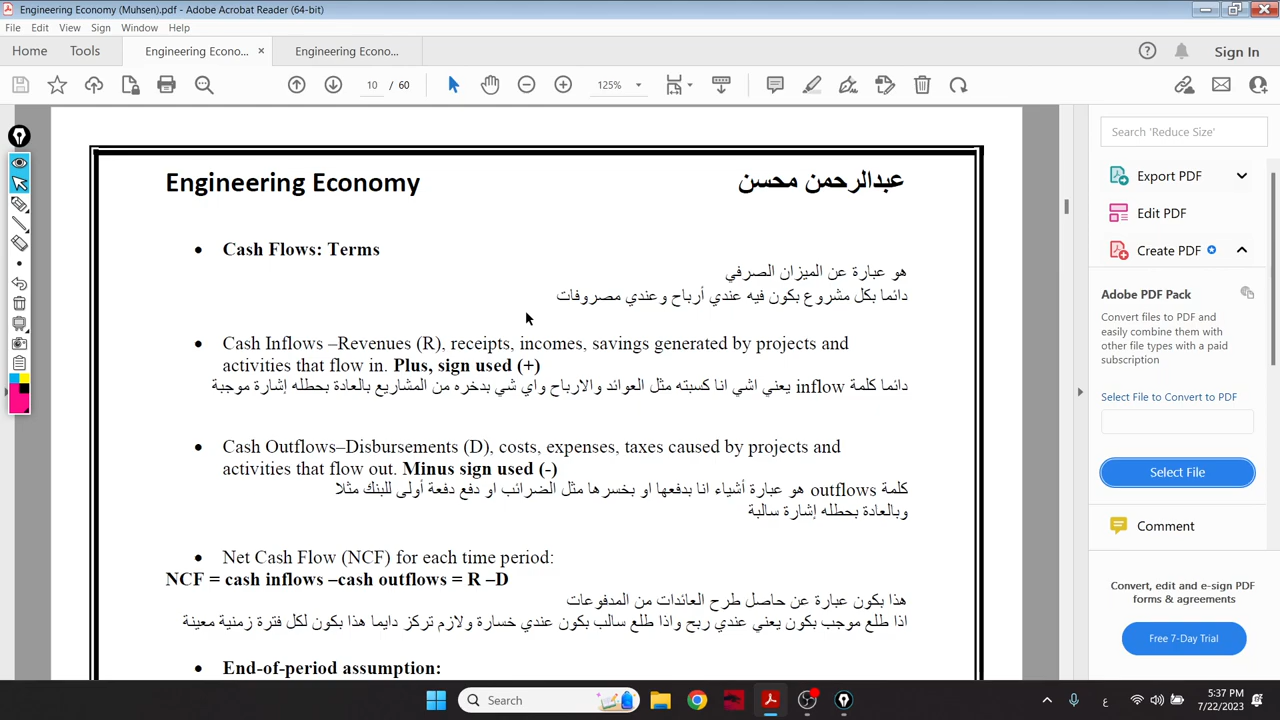 Engineering Economy (Muhsen).pdf - Adobe Acrobat Reader (64-bit)
File Edit View Sign Window Help
Home Tools Engineering Econo... × Engineering Econo... Sign In
10 / 60 125%
Search 'Reduce Size'
Export PDF
Edit PDF
Create PDF
Adobe PDF Pack
Convert files to PDF and
easily combine them with
other file types with a paid
subscription
Select File to Convert to PDF
Select File
Comment
Convert, edit and e-sign PDF
forms & agreements
Free 7-Day Trial
Engineering Economy عبدالرحمن محسن
• Cash Flows: Terms
هو عبارة عن الميزان الصرفي
دائما بكل مشروع بكون فيه عندي أرباح وعندي مصروفات
• Cash Inflows –Revenues (R), receipts, incomes, savings generated by projects and
activities that flow in. Plus, sign used (+)
دائما كلمة inflow يعني اشي انا كسبته مثل العوائد والارباح واي شي بدخره من المشاريع بالعادة بحطله إشارة موجبة
• Cash Outflows–Disbursements (D), costs, expenses, taxes caused by projects and
activities that flow out. Minus sign used (-)
كلمة outflows هو عبارة أشياء انا بدفعها او بخسرها مثل الضرائب او دفع دفعة أولى للبنك مثلا
وبالعادة بحطله إشارة سالبة
• Net Cash Flow (NCF) for each time period:
NCF = cash inflows –cash outflows = R –D
هذا بكون عبارة عن حاصل طرح العائدات من المدفوعات
اذا طلع موجب بكون يعني عندي ربح واذا طلع سالب بكون عندي خسارة ولازم تركز دايما هذا بكون لكل فترة زمنية معينة
• End-of-period assumption:
Search
ع
5:37 PM
7/22/2023